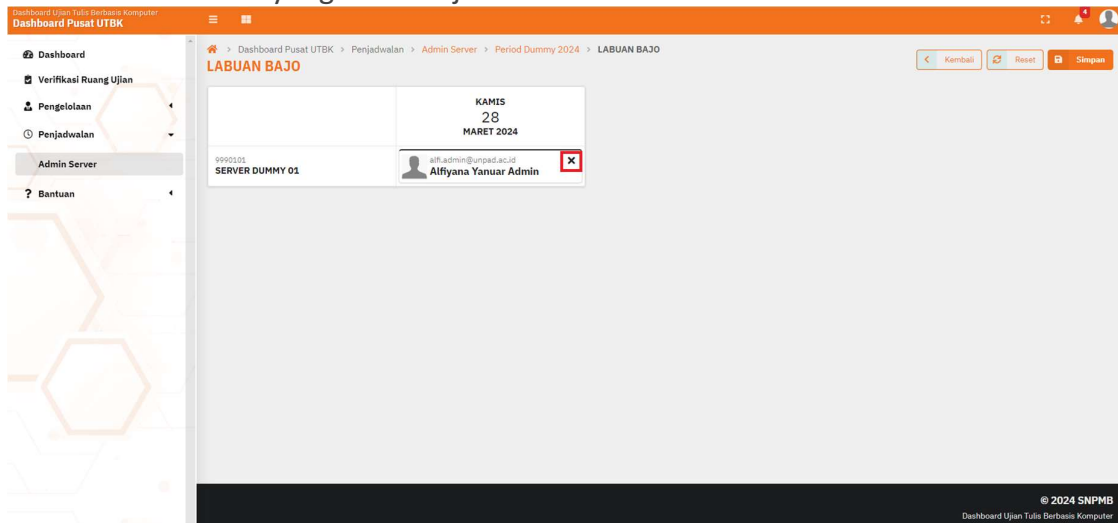 Dashboard Ujian Tulis Berbasis Komputer
Dashboard Pusat UTBK
4
Dashboard
Verifikasi Ruang Ujian
Pengelolaan
Penjadwalan
Admin Server
? Bantuan
> Dashboard Pusat UTBK > Penjadwalan > Admin Server > Period Dummy 2024 > LABUAN BAJO
LABUAN BAJO
Kembali
Reset
Simpan
KAMIS
28
MARET 2024
9990101
SERVER DUMMY 01
alfi.admin@unpad.ac.id
Alfiyana Yanuar Admin
© 2024 SNPMB
Dashboard Ujian Tulis Berbasis Komputer